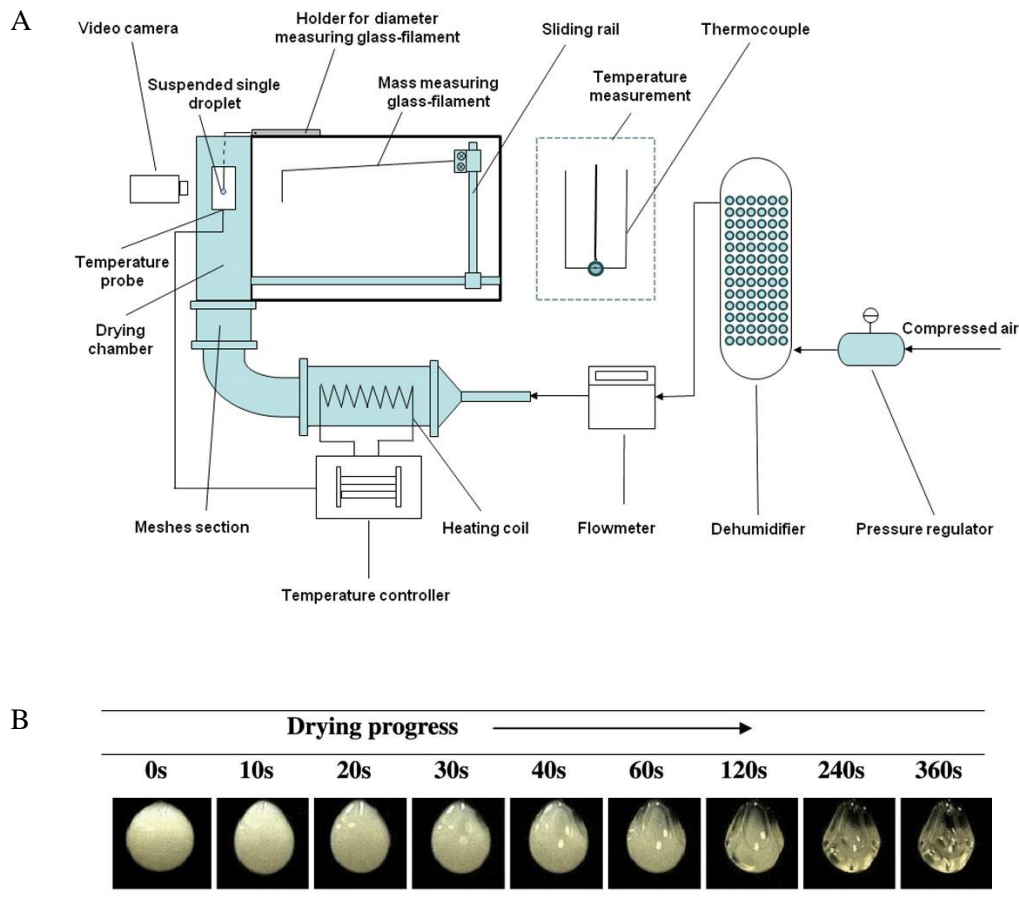 A
Video camera
Holder for diameter
measuring glass-filament
Sliding rail
Thermocouple
Suspended single
droplet
Mass measuring
glass-filament
Temperature
measurement
Temperature
probe
Drying
chamber
Compressed air
Meshes section
Heating coil
Flowmeter
Dehumidifier
Pressure regulator
Temperature controller
B
Drying progress
0s 10s 20s 30s 40s 60s 120s 240s 360s